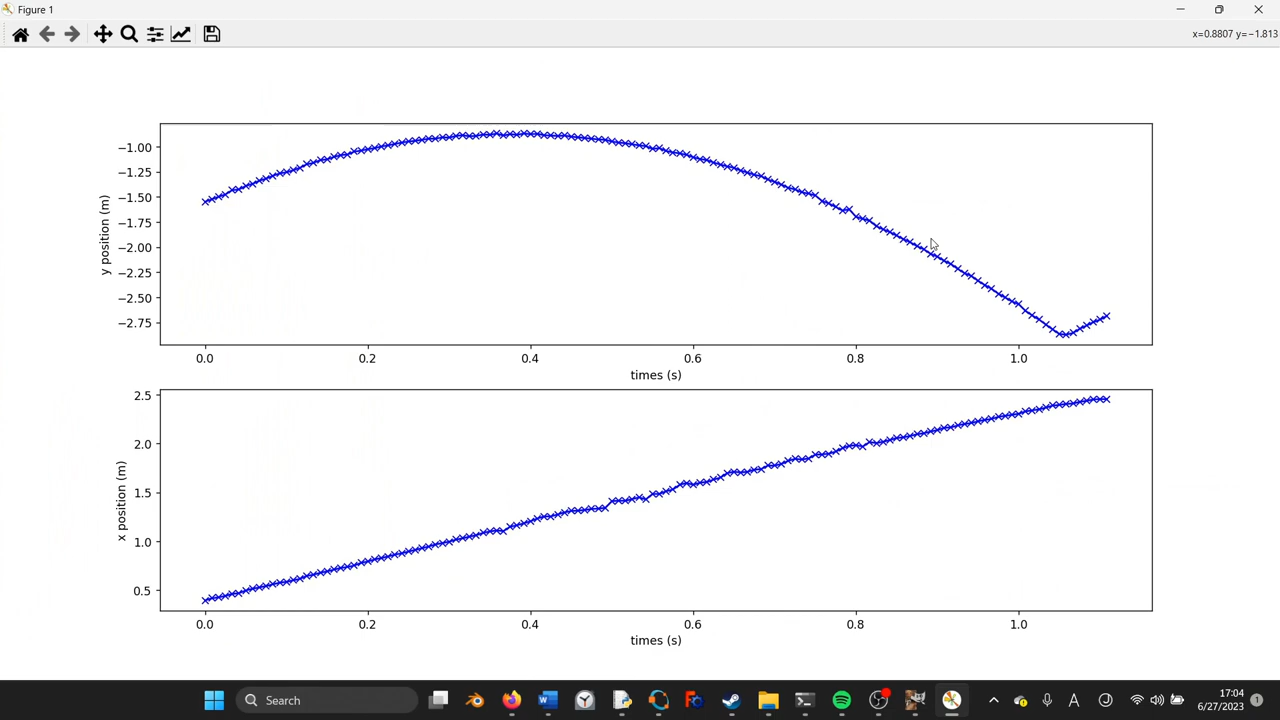 Figure 1
x=0.8807 y=−1.813
−1.00
−1.25
−1.50
−1.75
−2.00
−2.25
−2.50
−2.75
y position (m)
0.0 0.2 0.4 0.6 0.8 1.0
times (s)
2.5
2.0
1.5
1.0
0.5
x position (m)
0.0 0.2 0.4 0.6 0.8 1.0
times (s)
Search
17:04
6/27/2023